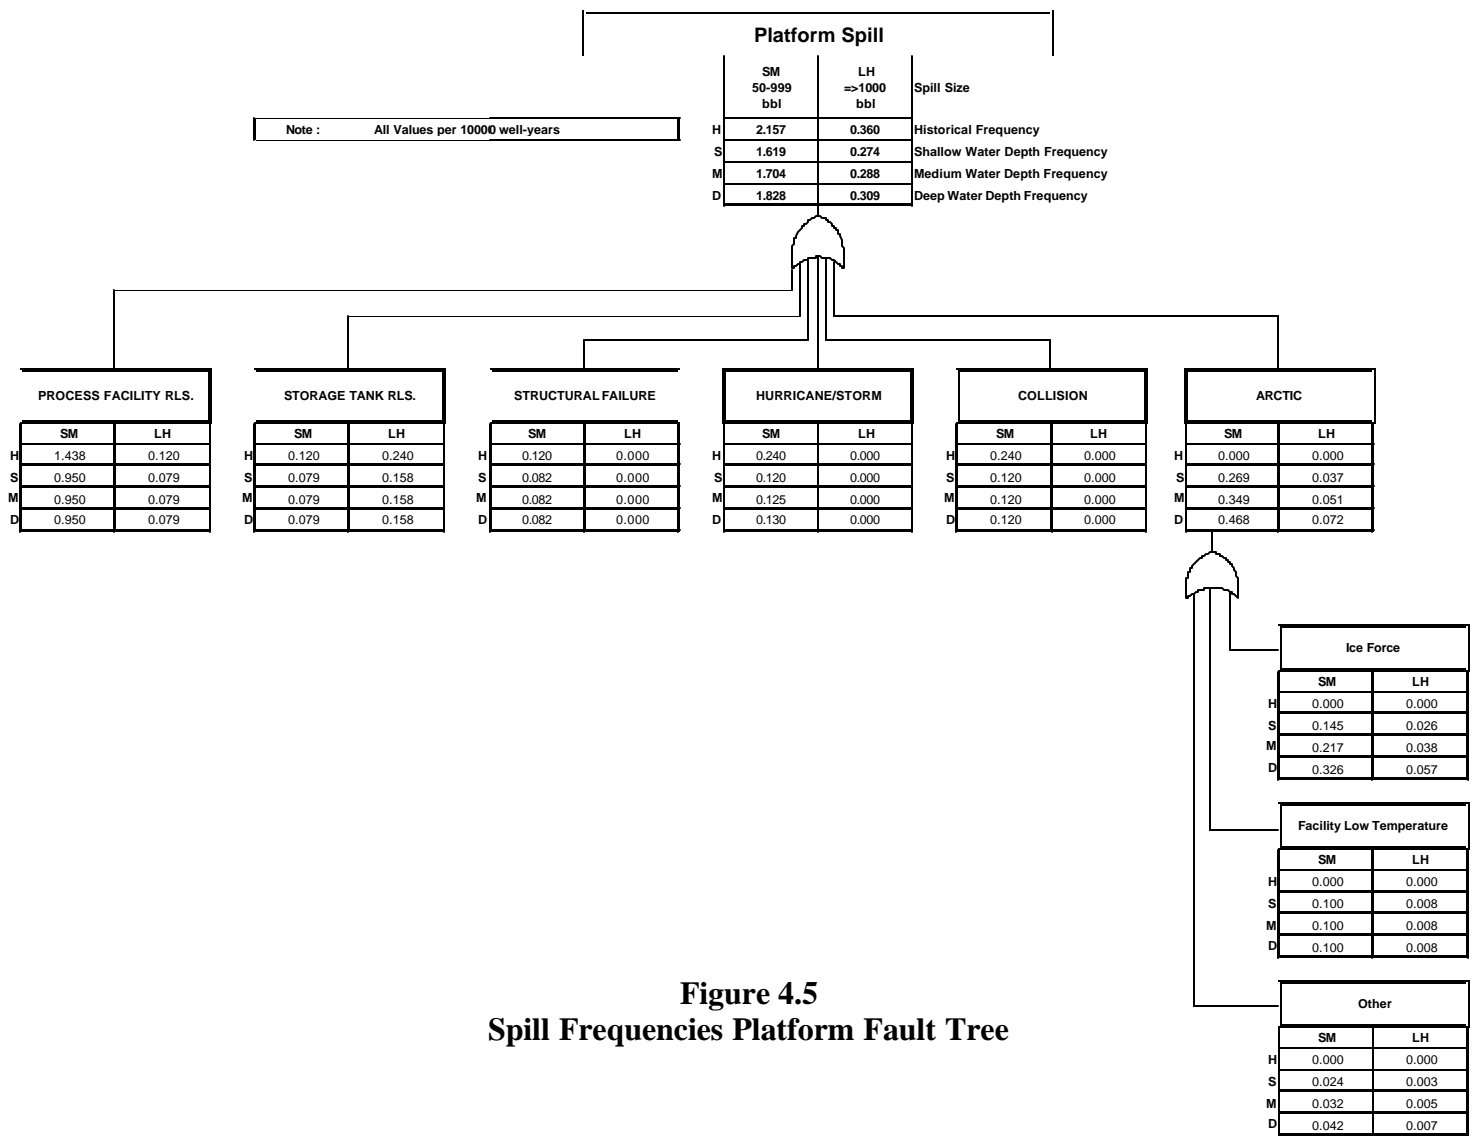 Platform Spill
SM LH
50-999 =>1000 Spill Size
bbl bbl
Note : All Values per 10000 well-years
H 2.157 0.360 Historical Frequency
S 1.619 0.274 Shallow Water Depth Frequency
M 1.704 0.288 Medium Water Depth Frequency
D 1.828 0.309 Deep Water Depth Frequency
PROCESS FACILITY RLS. STORAGE TANK RLS. STRUCTURAL FAILURE HURRICANE/STORM COLLISION ARCTIC
SM LH SM LH SM LH SM LH SM LH SM LH
H 1.438 0.120 H 0.120 0.240 H 0.120 0.000 H 0.240 0.000 H 0.240 0.000 H 0.000 0.000
S 0.950 0.079 S 0.079 0.158 S 0.082 0.000 S 0.120 0.000 S 0.120 0.000 S 0.269 0.037
M 0.950 0.079 M 0.079 0.158 M 0.082 0.000 M 0.125 0.000 M 0.120 0.000 M 0.349 0.051
D 0.950 0.079 D 0.079 0.158 D 0.082 0.000 D 0.130 0.000 D 0.120 0.000 D 0.468 0.072
Ice Force
SM LH
H 0.000 0.000
S 0.145 0.026
M 0.217 0.038
D 0.326 0.057
Facility Low Temperature
SM LH
H 0.000 0.000
S 0.100 0.008
M 0.100 0.008
D 0.100 0.008
Other
SM LH
H 0.000 0.000
S 0.024 0.003
M 0.032 0.005
D 0.042 0.007
Figure 4.5
Spill Frequencies Platform Fault Tree